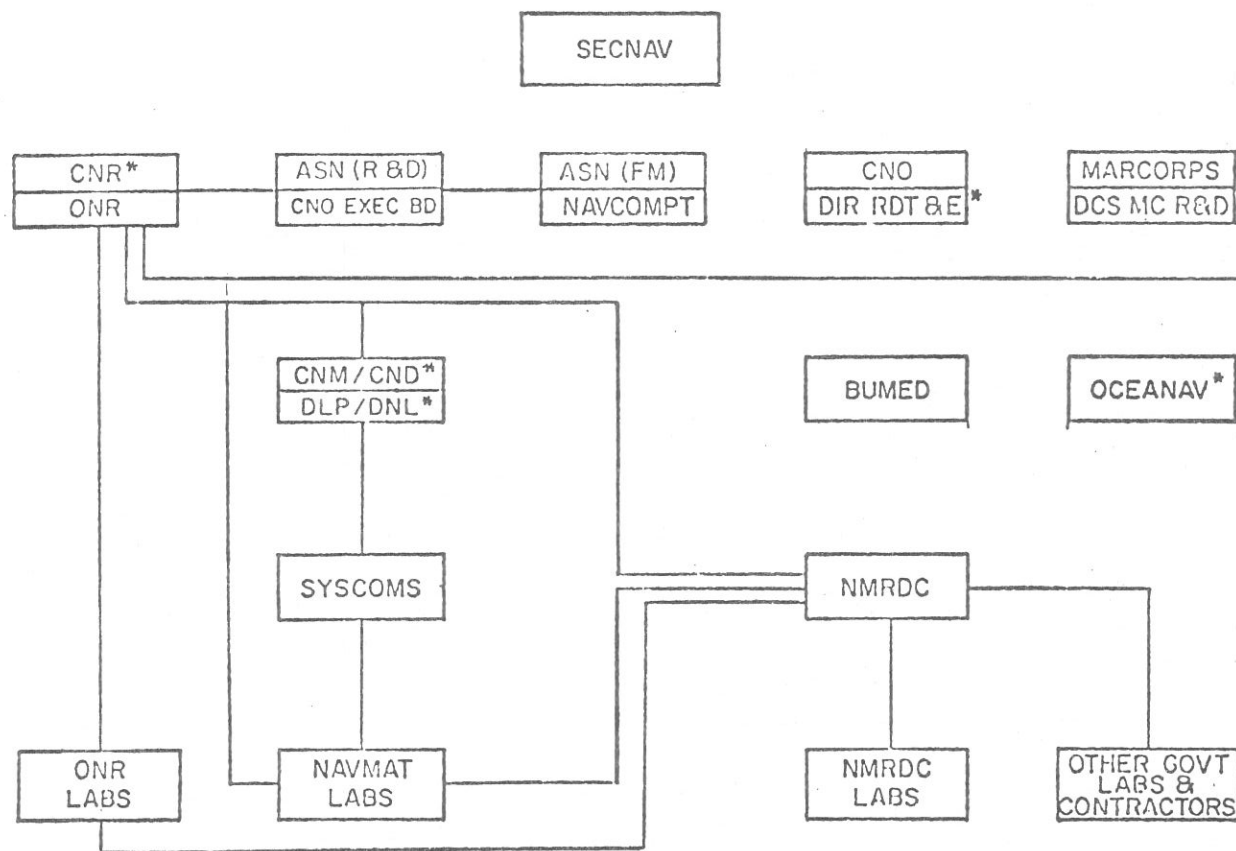 SECNAV
CNR*
ONR
ASN (R &D)
CNO EXEC BD
ASN (FM)
NAVCOMPT
CNO
DIR RDT & E*
MARCORPS
DCS MC R&D
CNM / CND*
DLP/DNL*
BUMED
OCEANAV*
SYSCOMS
NMRDC
ONR
LABS
NAVMAT
LABS
NMRDC
LABS
OTHER GOVT
LABS &
CONTRACTORS